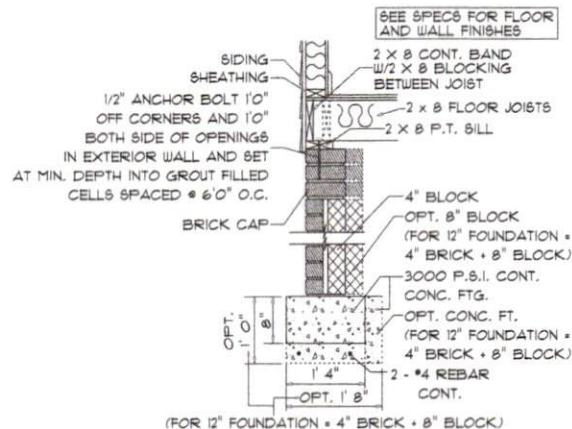 SEE SPECS FOR FLOOR
AND WALL FINISHES
SIDING
SHEATHING
1/2" ANCHOR BOLT 1'0"
OFF CORNERS AND 1'0"
BOTH SIDE OF OPENINGS
IN EXTERIOR WALL AND SET
AT MIN. DEPTH INTO GROUT FILLED
CELLS SPACED @ 6'0" O.C.
BRICK CAP
2 X 8 CONT. BAND
W/2 X 8 BLOCKING
BETWEEN JOIST
2 x 8 FLOOR JOISTS
2 X 8 P.T. SILL
4" BLOCK
OPT. 8" BLOCK
(FOR 12" FOUNDATION =
4" BRICK + 8" BLOCK)
3000 P.S.I. CONT.
CONC. FTG.
OPT. CONC. FT.
(FOR 12" FOUNDATION =
4" BRICK + 8" BLOCK)
2 - #4 REBAR
CONT.
OPT.
1' 0"
8"
1' 4"
OPT. 1' 8"
(FOR 12" FOUNDATION = 4" BRICK + 8" BLOCK)